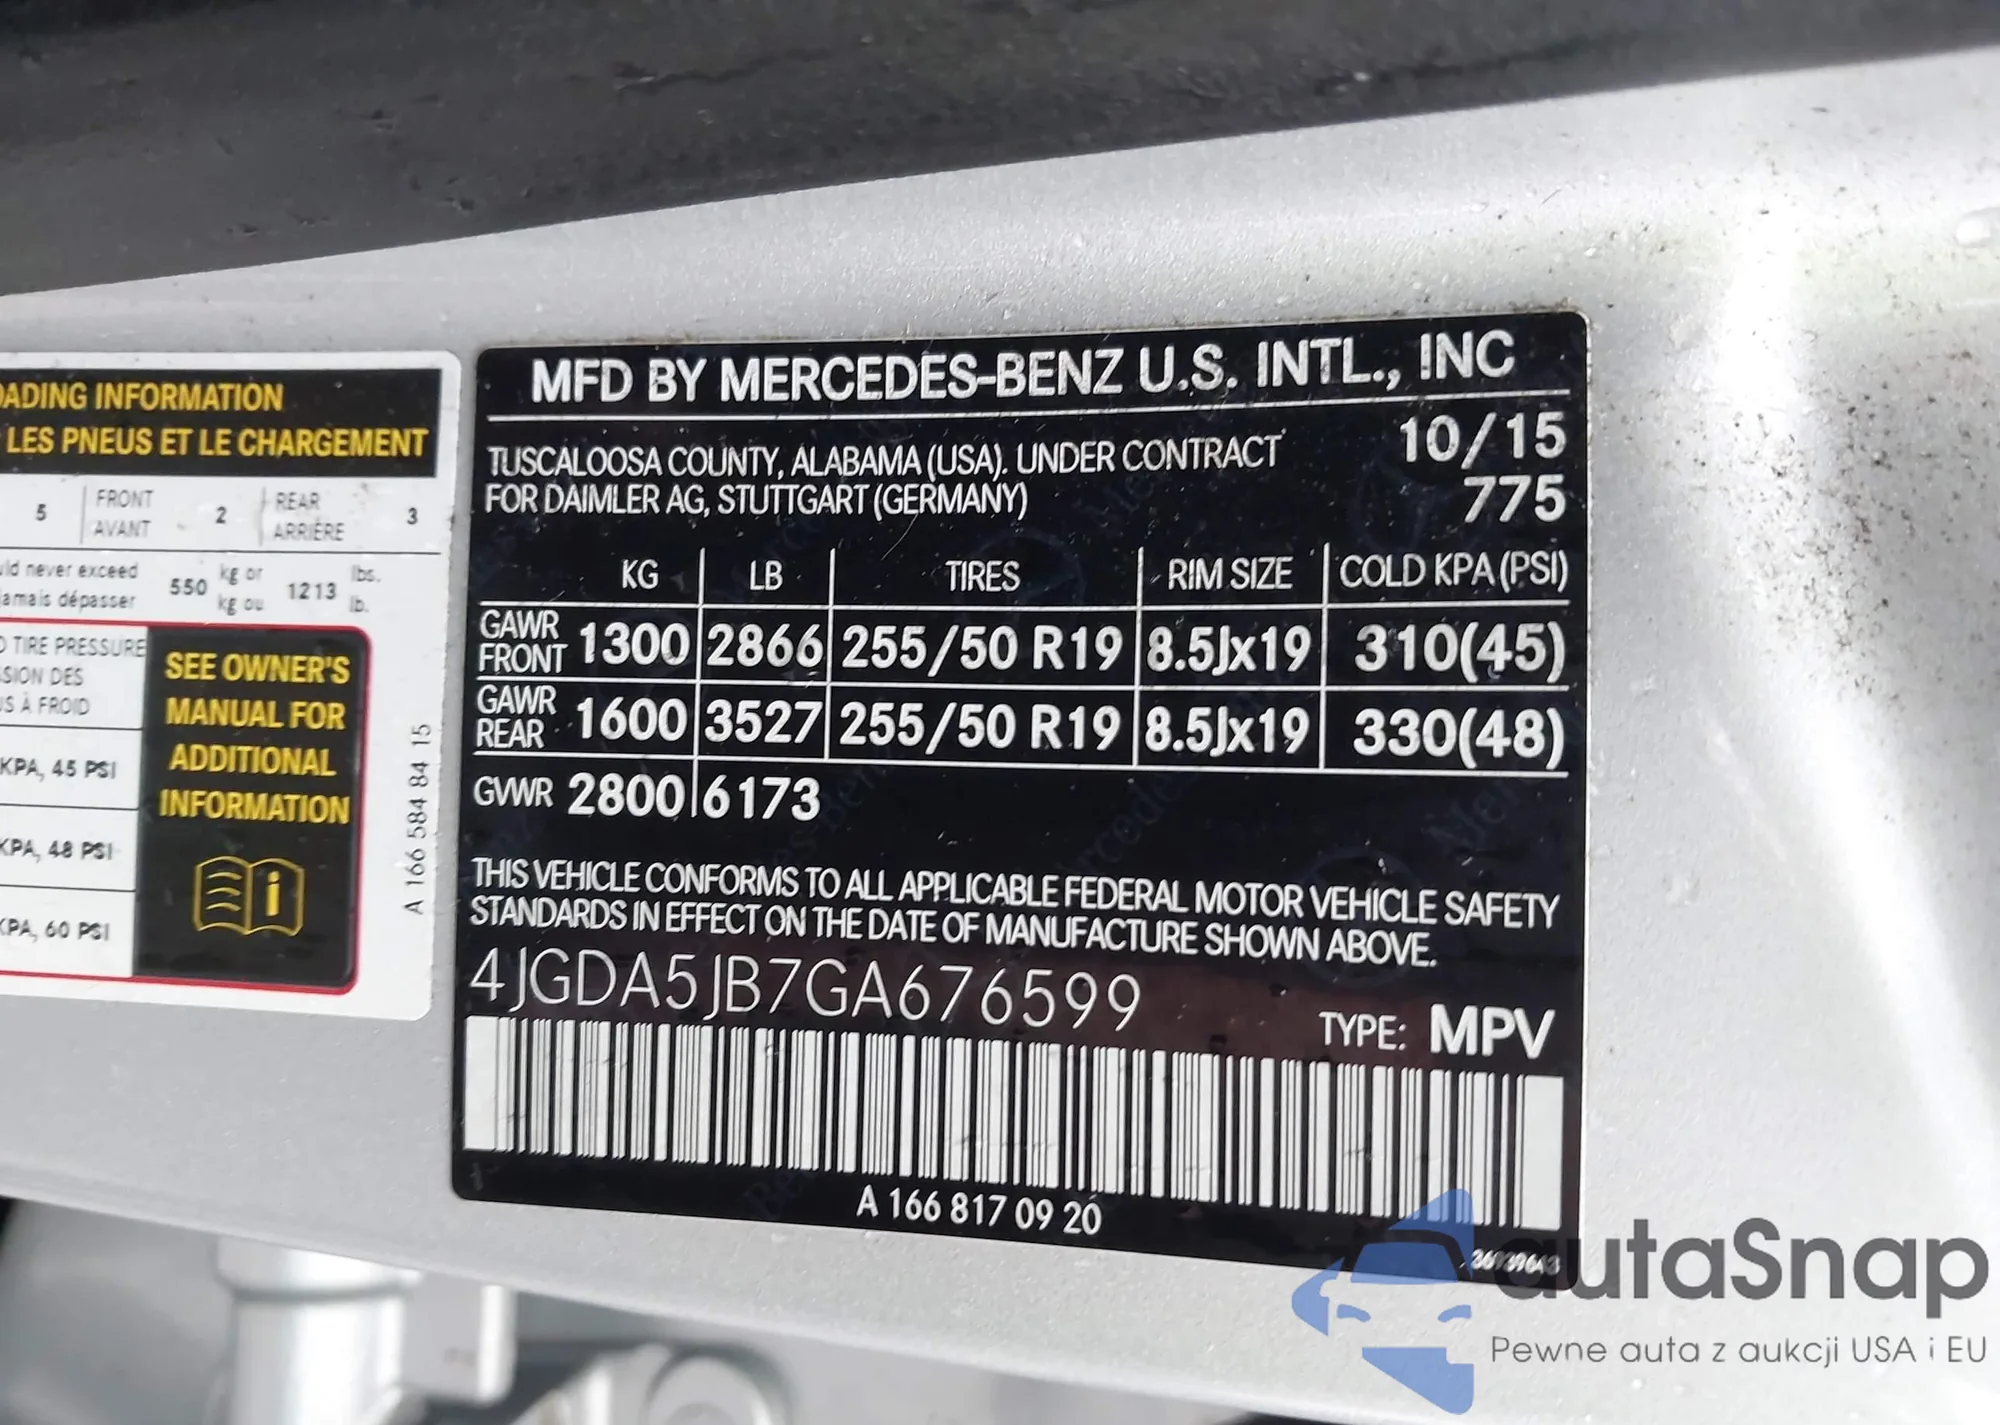 ADING INFORMATION
LES PNEUS ET LE CHARGEMENT
5 FRONT AVANT 2 REAR ARRIÈRE 3
never exceed 550 kg or 1213 lbs.
jamais dépasser kg ou lb.
TIRE PRESSURE
SION DES
À FROID
KPA, 45 PSI
KPA, 48 PSI
KPA, 60 PSI
SEE OWNER'S
MANUAL FOR
ADDITIONAL
INFORMATION
i
A 166 584 84 15
MFD BY MERCEDES-BENZ U.S. INTL., INC
TUSCALOOSA COUNTY, ALABAMA (USA). UNDER CONTRACT 10/15
FOR DAIMLER AG, STUTTGART (GERMANY) 775
KG LB TIRES RIM SIZE COLD KPA (PSI)
GAWR FRONT 1300 2866 255/50 R19 8.5Jx19 310(45)
GAWR REAR 1600 3527 255/50 R19 8.5Jx19 330(48)
GVWR 2800 6173
THIS VEHICLE CONFORMS TO ALL APPLICABLE FEDERAL MOTOR VEHICLE SAFETY
STANDARDS IN EFFECT ON THE DATE OF MANUFACTURE SHOWN ABOVE.
4JGDA5JB7GA676599
TYPE: MPV
A 166 817 09 20
autaSnap
Pewne auta z aukcji USA i EU